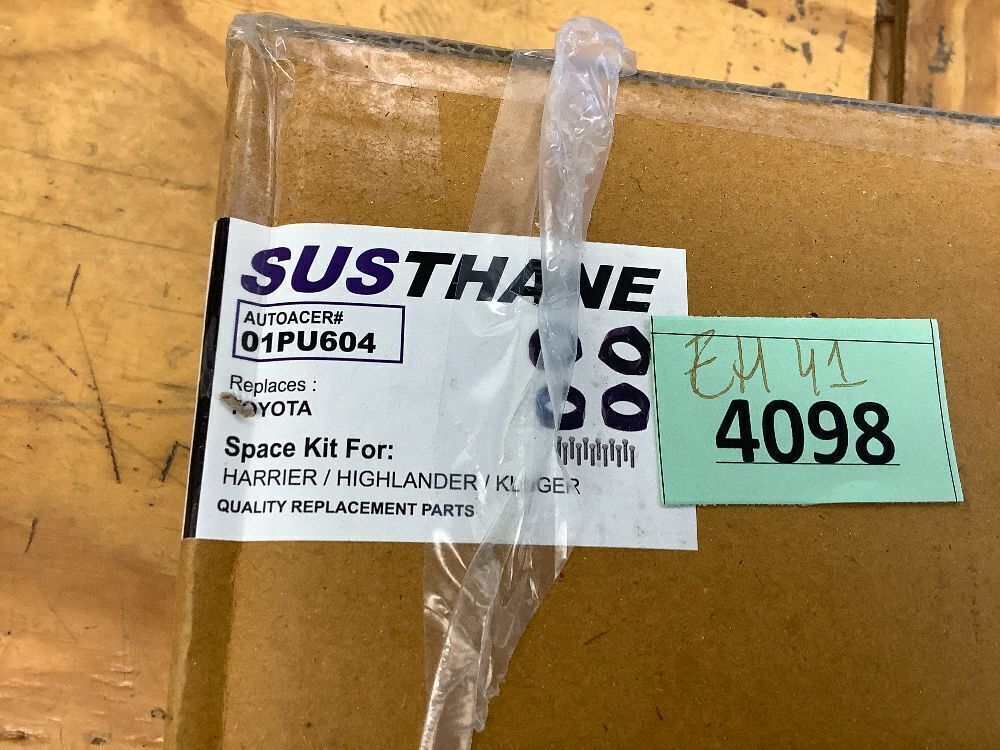 SUSTHANE
AUTOACER#
01PU604
Replaces :
TOYOTA
Space Kit For:
HARRIER / HIGHLANDER / KLUGER
QUALITY REPLACEMENT PARTS
EH 41
4098